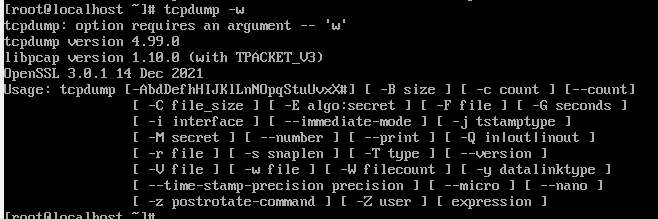 [root@localhost ~]# tcpdump -w
tcpdump: option requires an argument -- 'w'
tcpdump version 4.99.0
libpcap version 1.10.0 (with TPACKET_V3)
OpenSSL 3.0.1 14 Dec 2021
Usage: tcpdump [-AbdDefhHIJKlLnNOpqStuUvxX#] [ -B size ] [ -c count ] [--count]
[ -C file_size ] [ -E algo:secret ] [ -F file ] [ -G seconds ]
[ -i interface ] [ --immediate-mode ] [ -j tstamptype ]
[ -M secret ] [ --number ] [ --print ] [ -Q in|out|inout ]
[ -r file ] [ -s snaplen ] [ -T type ] [ --version ]
[ -V file ] [ -w file ] [ -W filecount ] [ -y datalinktype ]
[ --time-stamp-precision precision ] [ --micro ] [ --nano ]
[ -z postrotate-command ] [ -Z user ] [ expression ]
[root@localhost ~]#